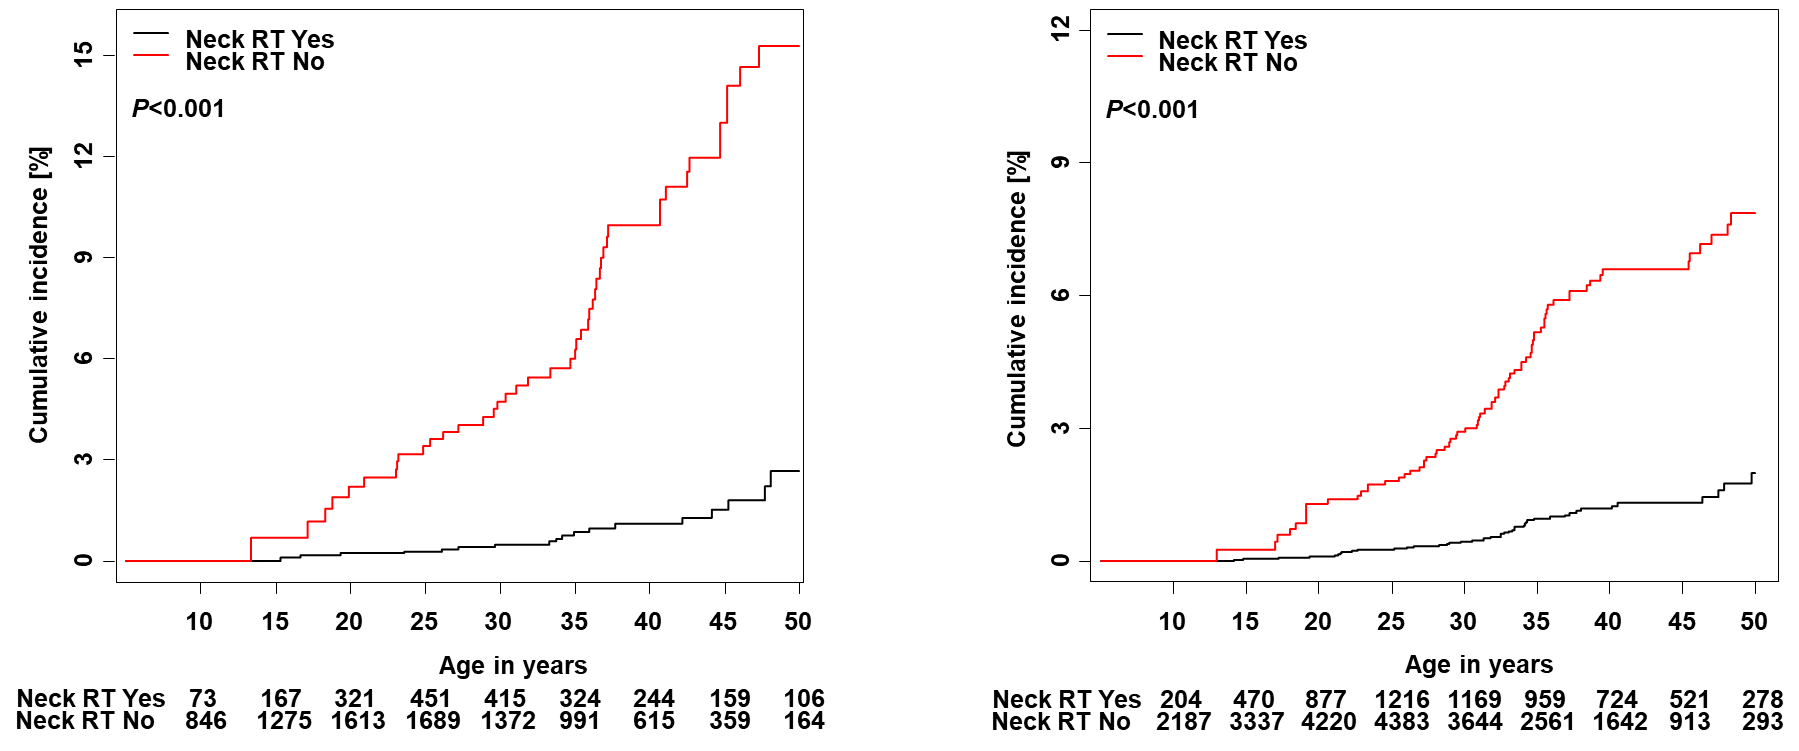 Neck RT Yes
Neck RT No
P<0.001
Cumulative incidence [%]
15
12
9
6
3
0
10 15 20 25 30 35 40 45 50
Age in years
Neck RT Yes 73 167 321 451 415 324 244 159 106
Neck RT No 846 1275 1613 1689 1372 991 615 359 164
Neck RT Yes
Neck RT No
P<0.001
Cumulative incidence [%]
12
9
6
3
0
10 15 20 25 30 35 40 45 50
Age in years
Neck RT Yes 204 470 877 1216 1169 959 724 521 278
Neck RT No 2187 3337 4220 4383 3644 2561 1642 913 293